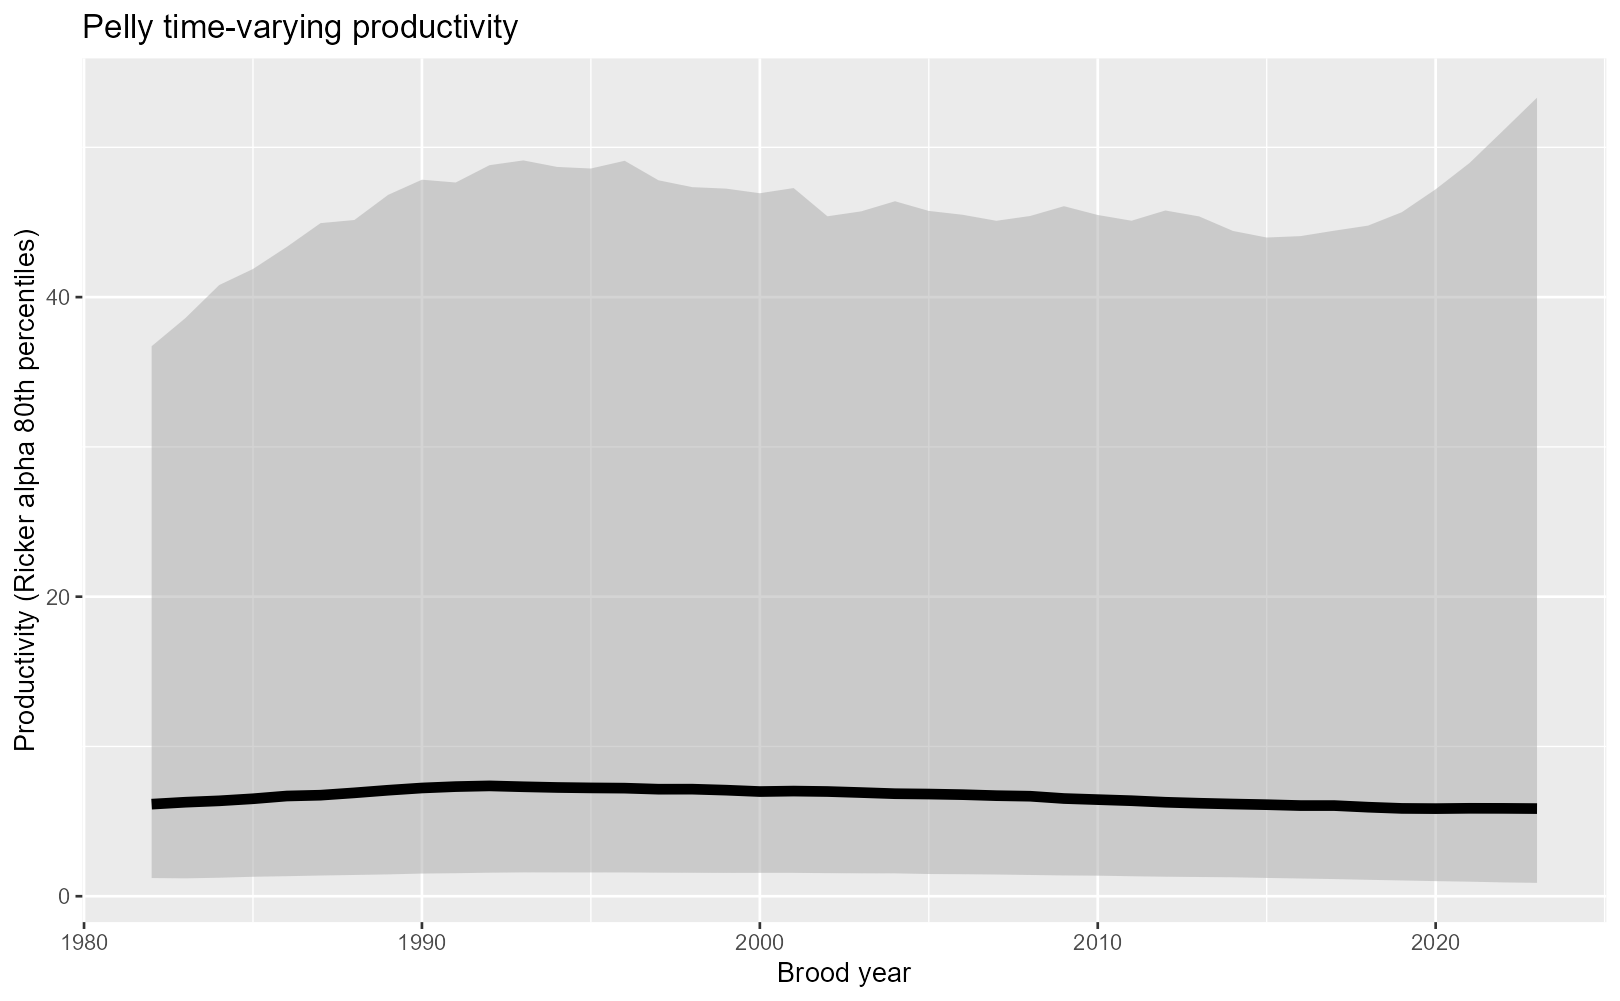 Pelly time-varying productivity
Productivity (Ricker alpha 80th percentiles)
40
20
0
1980 1990 2000 2010 2020
Brood year